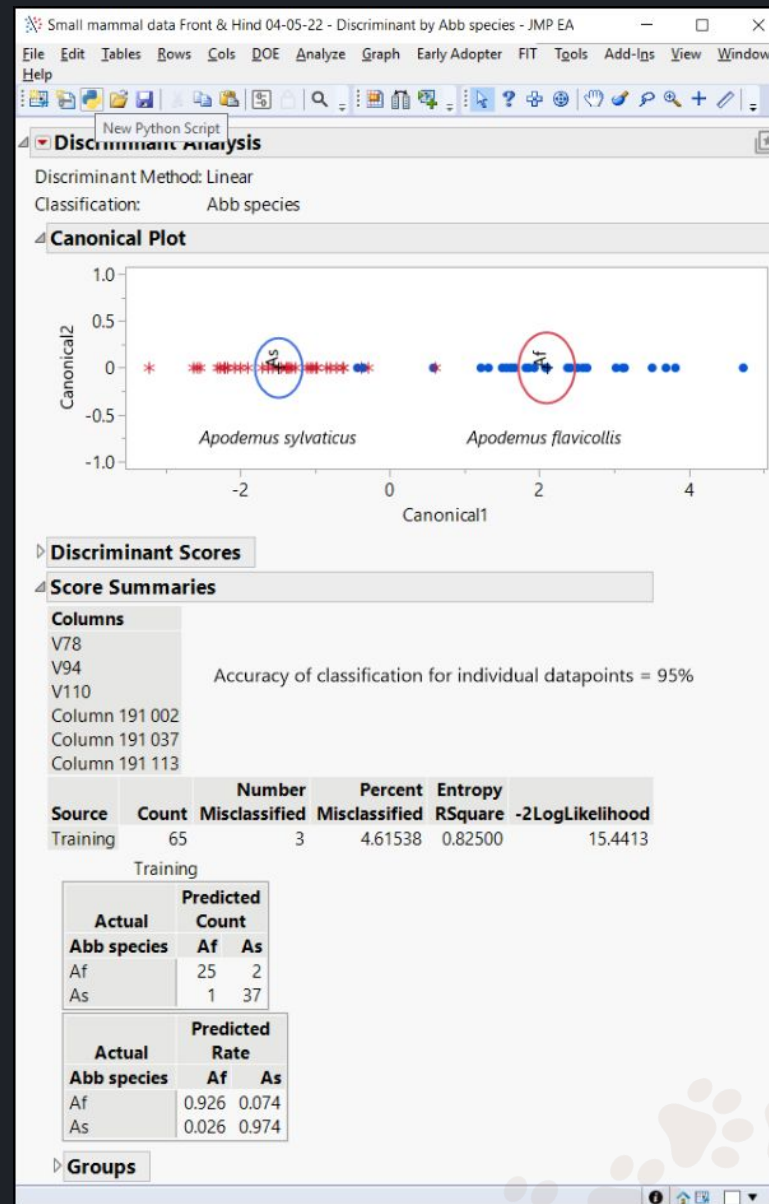 Small mammal data Front & Hind 04-05-22 - Discriminant by Abb species - JMP EA
File Edit Tables Rows Cols DOE Analyze Graph Early Adopter FIT Tools Add-Ins View Window
Help
New Python Script
Discriminant Analysis
Discriminant Method: Linear
Classification: Abb species
Canonical Plot
1.0
0.5
0
-0.5
-1.0
Canonical2
As
Af
Apodemus sylvaticus Apodemus flavicollis
-2 0 2 4
Canonical1
Discriminant Scores
Score Summaries
Columns
V78
V94
V110
Column 191 002
Column 191 037
Column 191 113
Accuracy of classification for individual datapoints = 95%
Number Percent Entropy
Source Count Misclassified Misclassified RSquare -2LogLikelihood
Training 65 3 4.61538 0.82500 15.4413
Training
Predicted
Actual Count
Abb species Af As
Af 25 2
As 1 37
Predicted
Actual Rate
Abb species Af As
Af 0.926 0.074
As 0.026 0.974
Groups